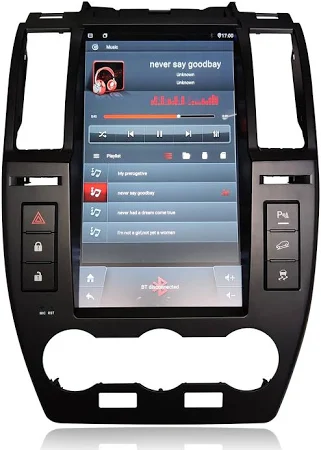 Music
17:00
never say goodbay
Unknown
Unknown
Playlist
My prerogative
never say goodbay
never had a dream come true
I'm not a girl,not yet a woman
BT disconnected
P
MIC RST